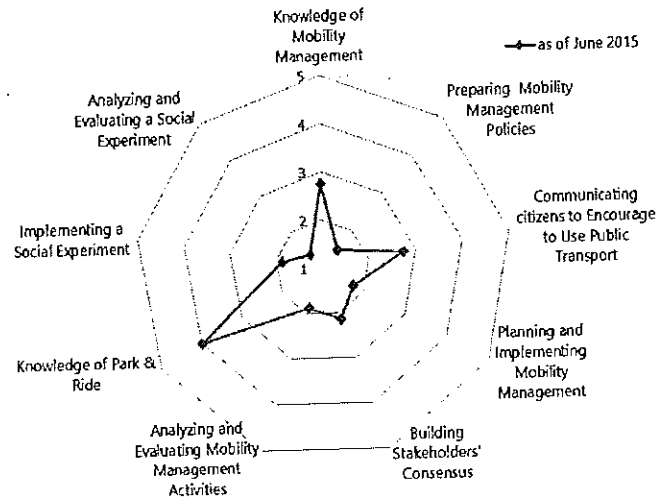 Knowledge of
Mobility
Management
as of June 2015
Preparing Mobility
Management
Policies
Communicating
citizens to Encourage
to Use Public
Transport
Planning and
Implementing
Mobility
Management
Building
Stakeholders'
Consensus
Analyzing and
Evaluating Mobility
Management
Activities
Knowledge of Park &
Ride
Implementing a
Social Experiment
Analyzing and
Evaluating a Social
Experiment
5
4
3
2
1